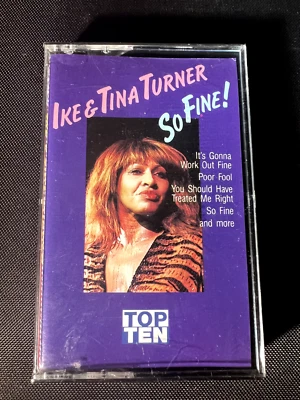 IKE & TINA TURNER
SO FINE!
It's Gonna
Work Out Fine
Poor Fool
You Should Have
Treated Me Right
So Fine
and more
TOP
TEN